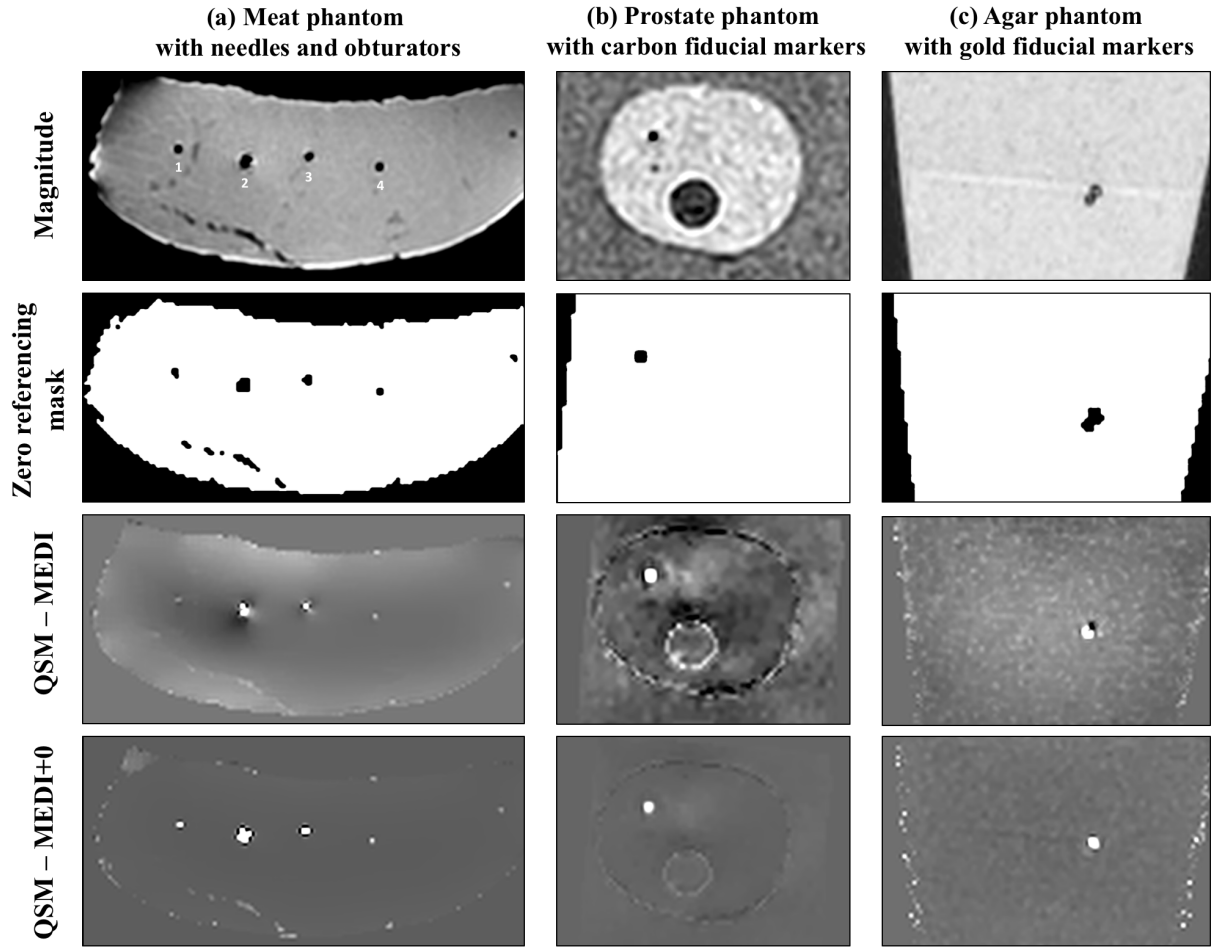 (a) Meat phantom
with needles and obturators
(b) Prostate phantom
with carbon fiducial markers
(c) Agar phantom
with gold fiducial markers
Magnitude
1
2
3
4
Zero referencing
mask
QSM – MEDI
QSM – MEDI+0